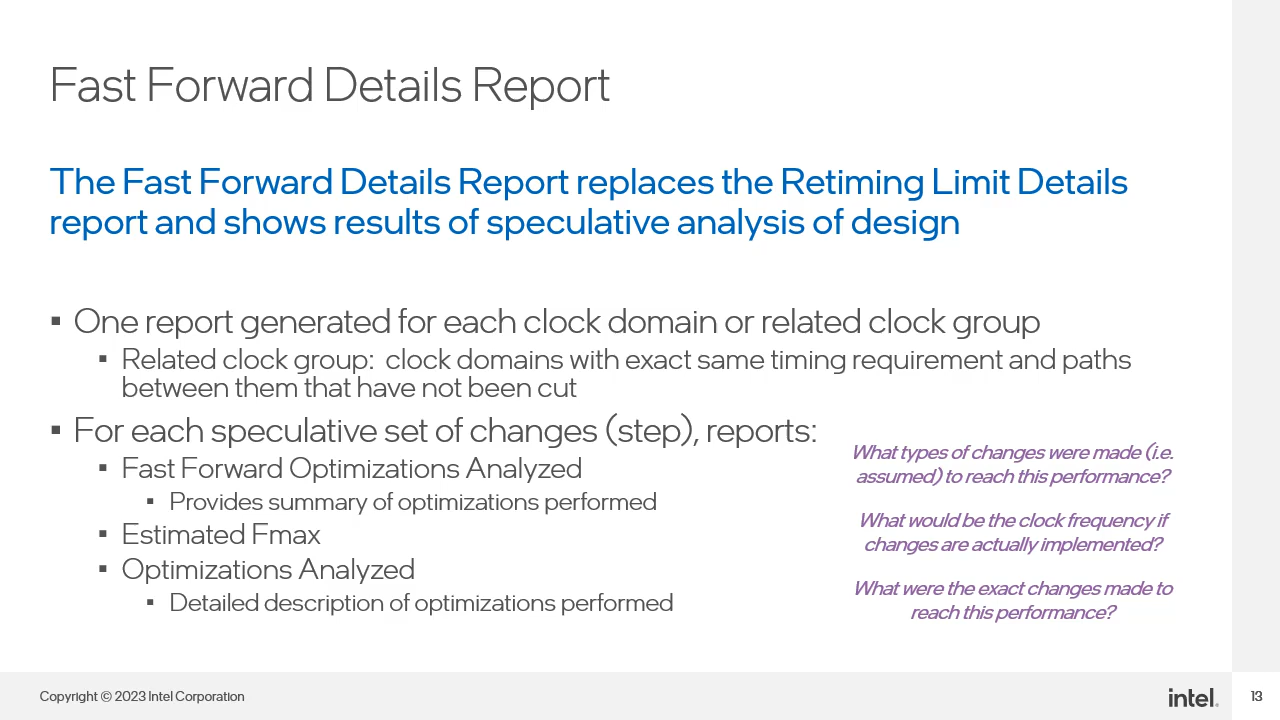 Fast Forward Details Report
The Fast Forward Details Report replaces the Retiming Limit Details
report and shows results of speculative analysis of design
▪ One report generated for each clock domain or related clock group
▪ Related clock group:  clock domains with exact same timing requirement and paths
between them that have not been cut
▪ For each speculative set of changes (step), reports:
▪ Fast Forward Optimizations Analyzed
▪ Provides summary of optimizations performed
▪ Estimated Fmax
▪ Optimizations Analyzed
▪ Detailed description of optimizations performed
What types of changes were made (i.e.
assumed) to reach this performance?
What would be the clock frequency if
changes are actually implemented?
What were the exact changes made to
reach this performance?
Copyright © 2023 Intel Corporation
intel.
13